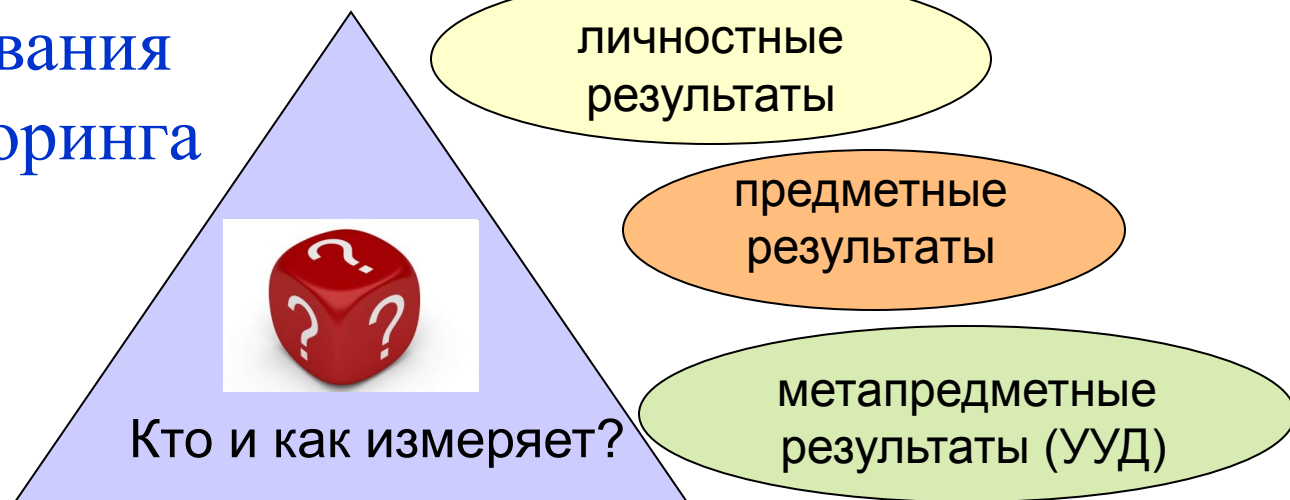 вания
оринга
личностные
результаты
предметные
результаты
метапредметные
результаты (УУД)
? ? ?
Кто и как измеряет?